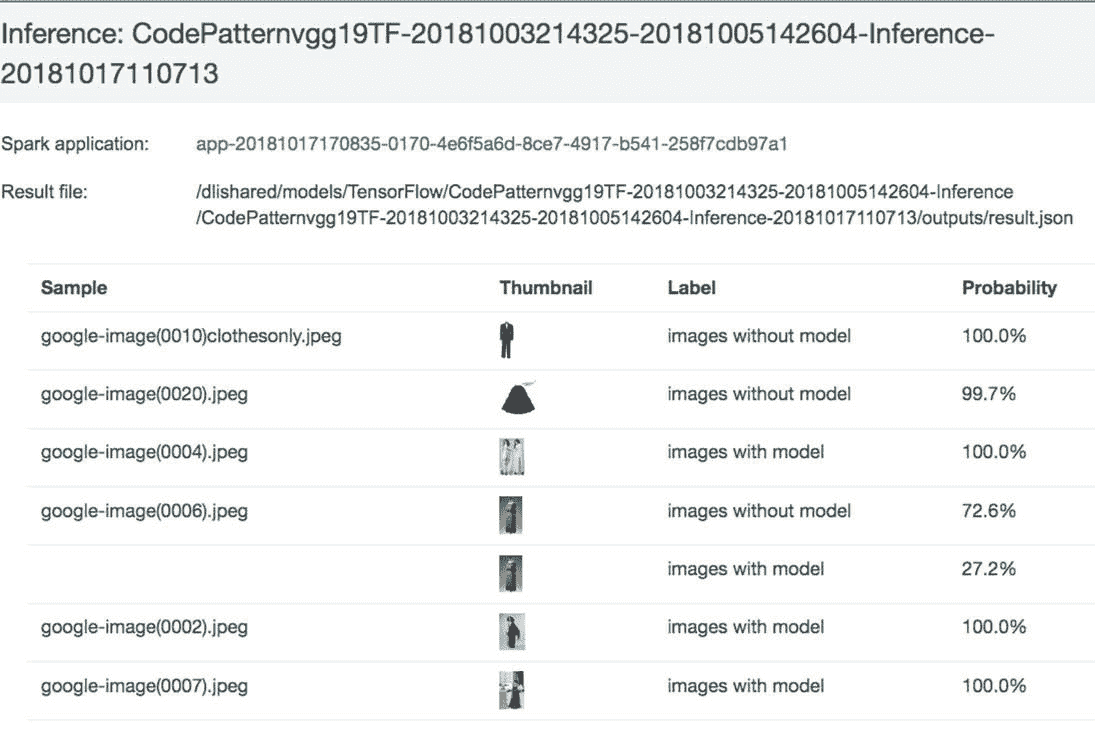 Inference: CodePatternvgg19TF-20181003214325-20181005142604-Inference-
20181017110713
Spark application: app-20181017170835-0170-4e6f5a6d-8ce7-4917-b541-258f7cdb97a1
Result file: /dlishared/models/TensorFlow/CodePatternvgg19TF-20181003214325-20181005142604-Inference
/CodePatternvgg19TF-20181003214325-20181005142604-Inference-20181017110713/outputs/result.json
Sample Thumbnail Label Probability
google-image(0010)clothesonly.jpeg images without model 100.0%
google-image(0020).jpeg images without model 99.7%
google-image(0004).jpeg images with model 100.0%
google-image(0006).jpeg images without model 72.6%
images with model 27.2%
google-image(0002).jpeg images with model 100.0%
google-image(0007).jpeg images with model 100.0%